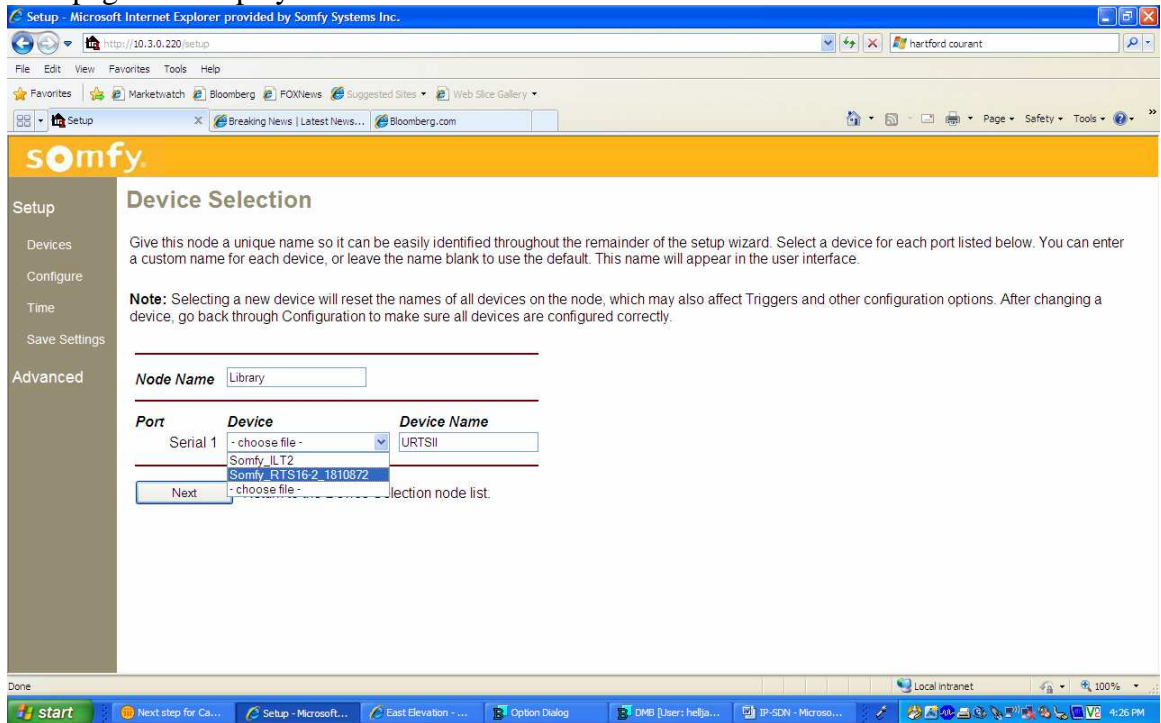 Setup - Microsoft Internet Explorer provided by Somfy Systems Inc.
http://10.3.0.220/setup
hartford courant
File Edit View Favorites Tools Help
Favorites Marketwatch Bloomberg FOXNews Suggested Sites Web Slice Gallery
Setup Breaking News | Latest News... Bloomberg.com Page Safety Tools
somfy.
Setup
Devices
Configure
Time
Save Settings
Advanced
Device Selection
Give this node a unique name so it can be easily identified throughout the remainder of the setup wizard. Select a device for each port listed below. You can enter
a custom name for each device, or leave the name blank to use the default. This name will appear in the user interface.
Note: Selecting a new device will reset the names of all devices on the node, which may also affect Triggers and other configuration options. After changing a
device, go back through Configuration to make sure all devices are configured correctly.
Node Name Library
Port Device Device Name
Serial 1 - choose file - URTSII
Somfy_ILT2
Somfy_RTS16-2_1810872
- choose file -
Next lection node list.
Done Local intranet 100%
start Next step for Ca... Setup - Microsoft... East Elevation - ... Option Dialog DMB [User: hellja... IP-SDN - Microso... 4:26 PM